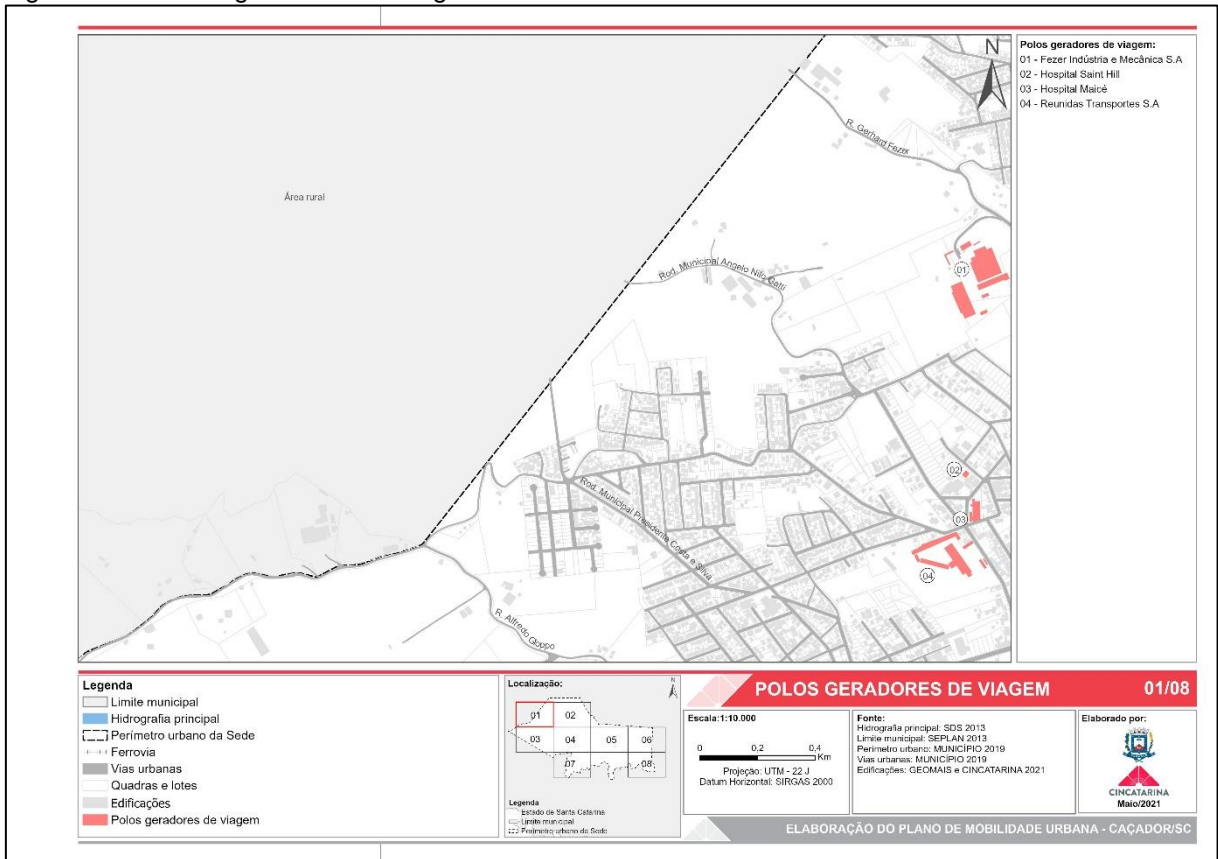 N
Área rural
R. Gerhard Fezer
Rod. Municipal Angelo Nilo Gatti
Rod. Municipal Presidente Costa e Silva
R. Alfredo Gioppo
01
02
03
04
Polos geradores de viagem:
01 - Fezer Indústria e Mecânica S.A
02 - Hospital Saint Hill
03 - Hospital Maicé
04 - Reunidas Transportes S.A
Legenda
Limite municipal
Hidrografia principal
Perímetro urbano da Sede
Ferrovia
Vias urbanas
Quadras e lotes
Edificações
Polos geradores de viagem
Localização:
N
01 02
03 04 05 06
07 08
Legenda
Estado de Santa Catarina
Limite municipal
Perímetro urbano da Sede
POLOS GERADORES DE VIAGEM 01/08
Escala:1:10.000
0 0,2 0,4
Km
Projeção: UTM - 22 J
Datum Horizontal: SIRGAS 2000
Fonte:
Hidrografia principal: SDS 2013
Limite municipal: SEPLAN 2013
Perímetro urbano: MUNICÍPIO 2019
Vias urbanas: MUNICÍPIO 2019
Edificações: GEOMAIS e CINCATARINA 2021
Elaborado por:
CINCATARINA
Maio/2021
ELABORAÇÃO DO PLANO DE MOBILIDADE URBANA - CAÇADOR/SC